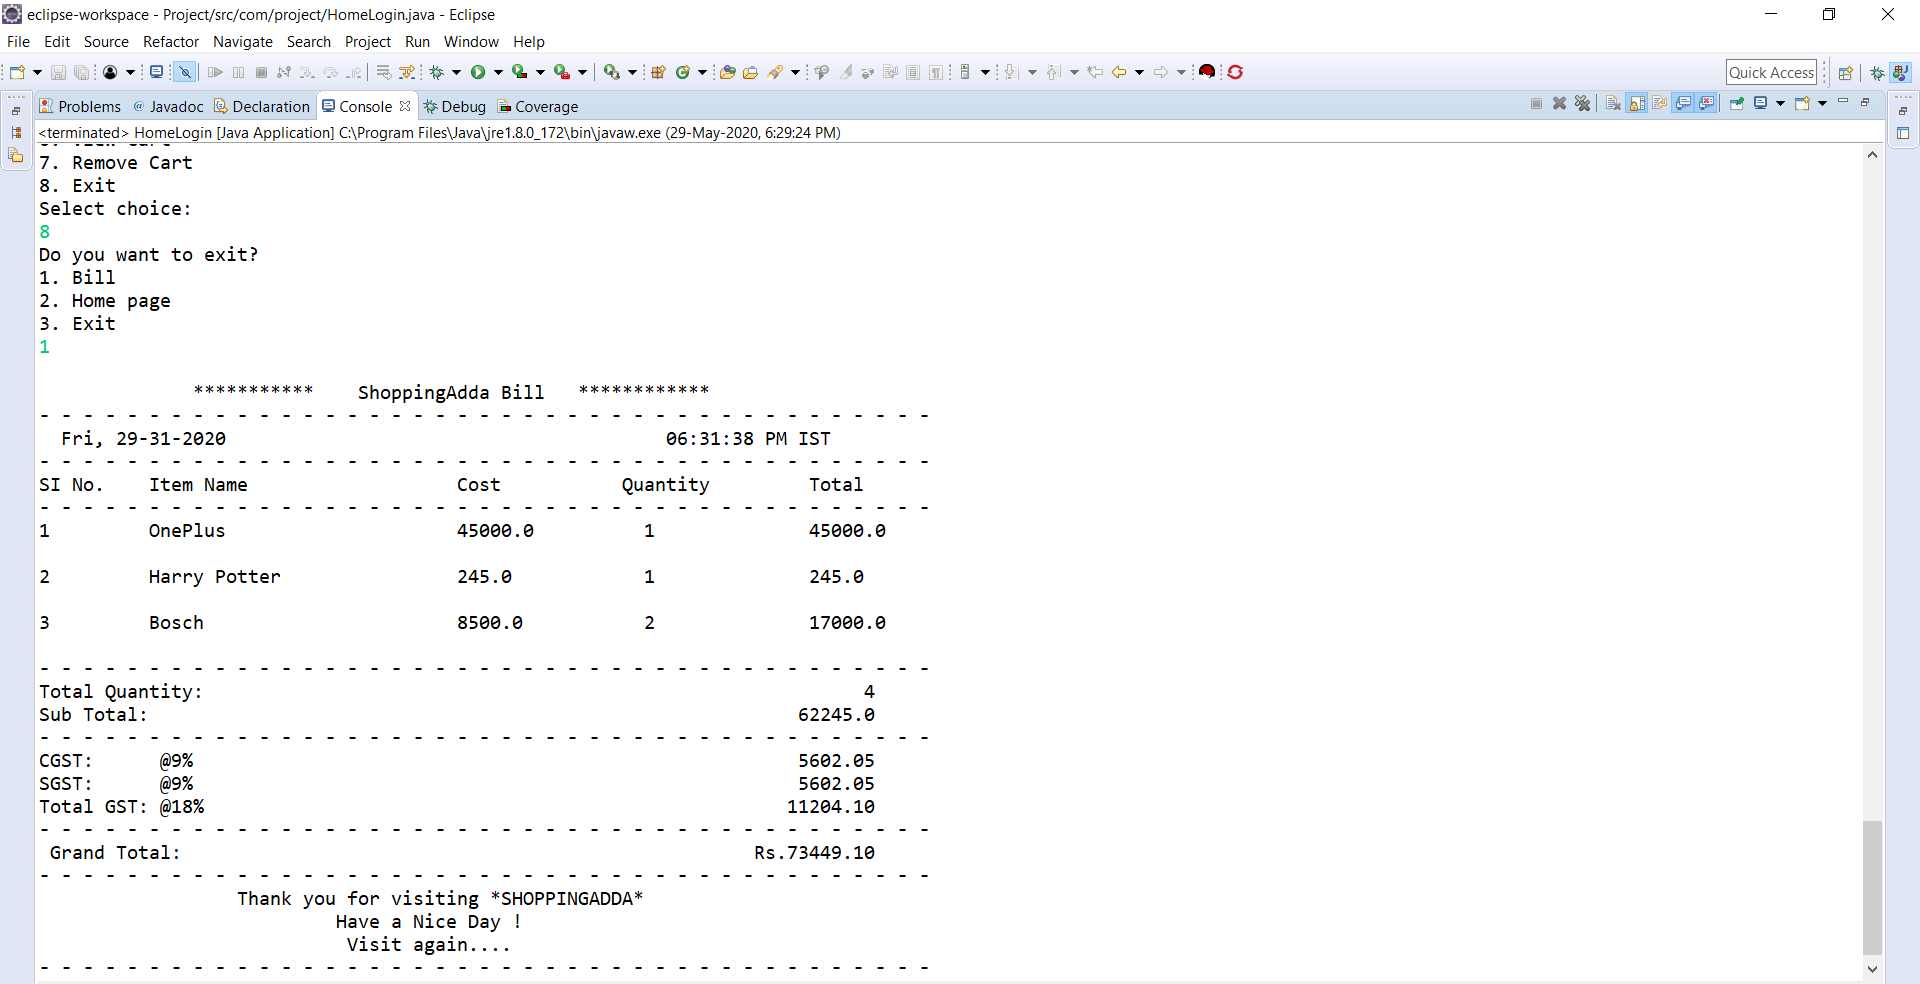 eclipse-workspace - Project/src/com/project/HomeLogin.java - Eclipse
File Edit Source Refactor Navigate Search Project Run Window Help
Quick Access
Problems @ Javadoc Declaration Console Debug Coverage
<terminated> HomeLogin [Java Application] C:\Program Files\Java\jre1.8.0_172\bin\javaw.exe (29-May-2020, 6:29:24 PM)
7. Remove Cart
8. Exit
Select choice:
8
Do you want to exit?
1. Bill
2. Home page
3. Exit
1
*********** ShoppingAdda Bill ************
- - - - - - - - - - - - - - - - - - - - - - - - - - - - - - - - - - - - - - - - -
Fri, 29-31-2020 06:31:38 PM IST
- - - - - - - - - - - - - - - - - - - - - - - - - - - - - - - - - - - - - - - - -
SI No. Item Name Cost Quantity Total
- - - - - - - - - - - - - - - - - - - - - - - - - - - - - - - - - - - - - - - - -
1 OnePlus 45000.0 1 45000.0
2 Harry Potter 245.0 1 245.0
3 Bosch 8500.0 2 17000.0
- - - - - - - - - - - - - - - - - - - - - - - - - - - - - - - - - - - - - - - - -
Total Quantity: 4
Sub Total: 62245.0
- - - - - - - - - - - - - - - - - - - - - - - - - - - - - - - - - - - - - - - - -
CGST: @9% 5602.05
SGST: @9% 5602.05
Total GST: @18% 11204.10
- - - - - - - - - - - - - - - - - - - - - - - - - - - - - - - - - - - - - - - - -
Grand Total: Rs.73449.10
- - - - - - - - - - - - - - - - - - - - - - - - - - - - - - - - - - - - - - - - -
Thank you for visiting *SHOPPINGADDA*
Have a Nice Day !
Visit again....
- - - - - - - - - - - - - - - - - - - - - - - - - - - - - - - - - - - - - - - - -